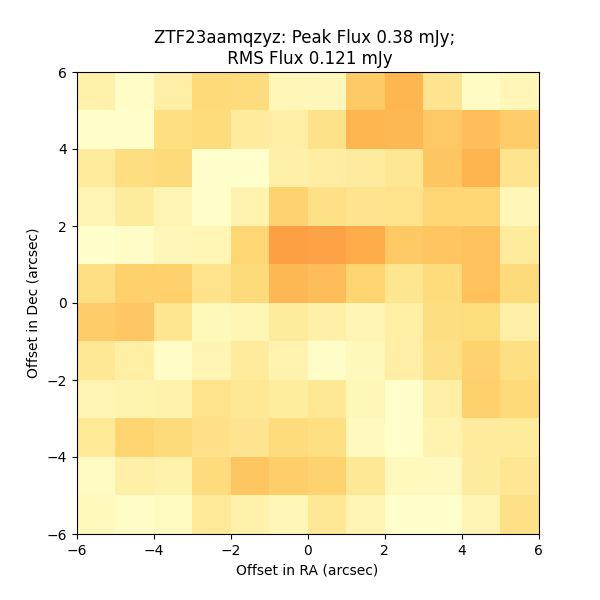 ZTF23aamqzyz: Peak Flux 0.38 mJy;
RMS Flux 0.121 mJy
6
4
2
0
−2
−4
−6
Offset in Dec (arcsec)
−6 −4 −2 0 2 4 6
Offset in RA (arcsec)